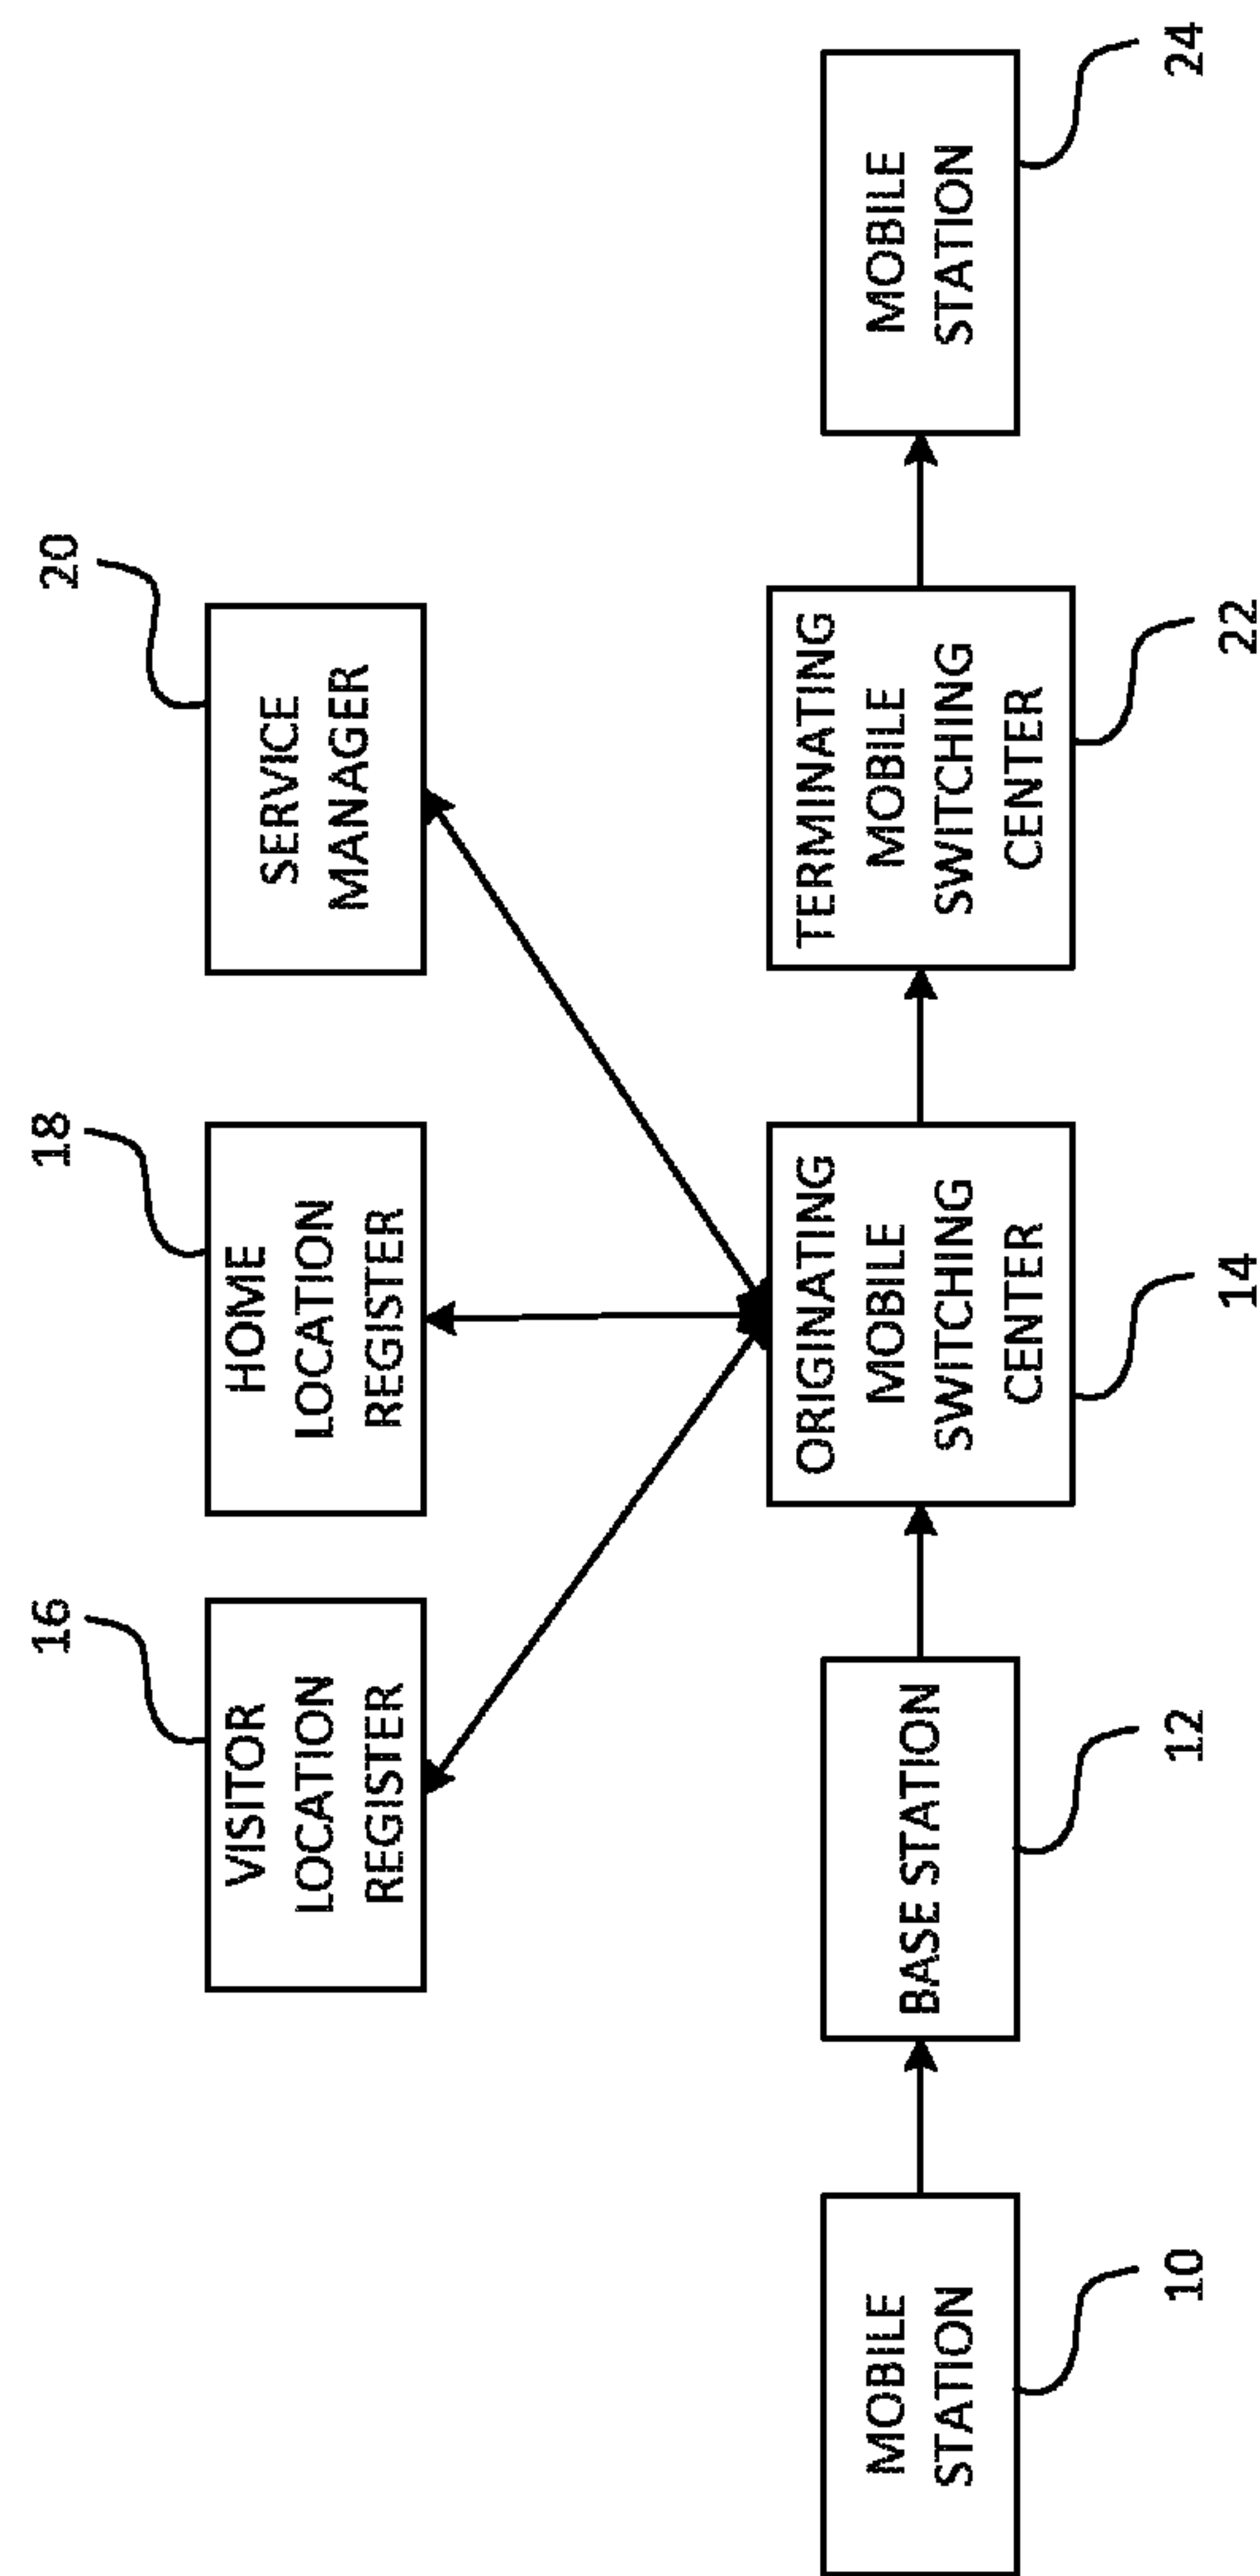 16
18
20
VISITOR
LOCATION
REGISTER
HOME
LOCATION
REGISTER
SERVICE
MANAGER
MOBILE
STATION
BASE STATION
ORIGINATING
MOBILE
SWITCHING
CENTER
TERMINATING
MOBILE
SWITCHING
CENTER
MOBILE
STATION
10
12
14
22
24